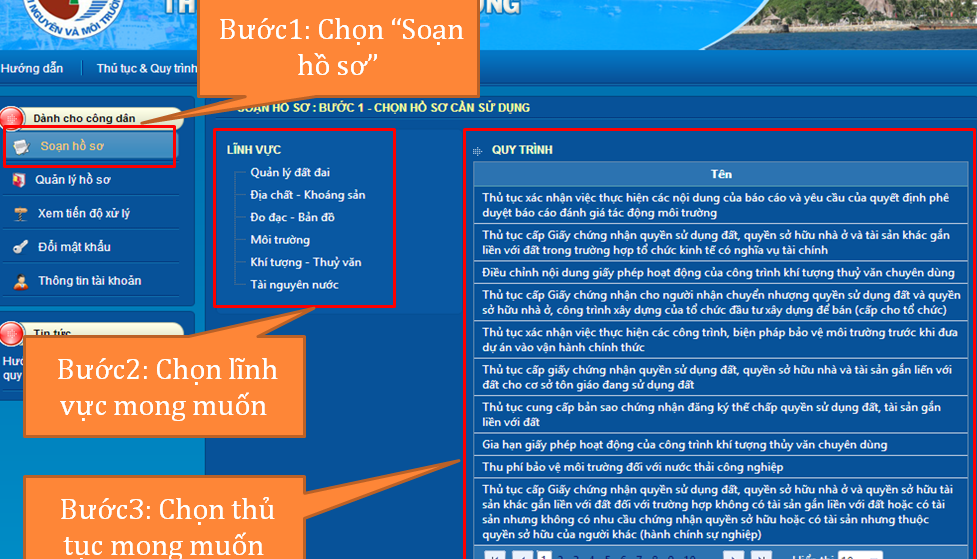 NGUYÊN VÀ MÔI TRƯỜNG
Bước1: Chọn “Soạn
hồ sơ”
Hướng dẫn
Thủ tục & Quy trình
SOẠN HỒ SƠ : BƯỚC 1 - CHỌN HỒ SƠ CẦN SỬ DỤNG
Dành cho công dân
Soạn hồ sơ
Quản lý hồ sơ
Xem tiến độ xử lý
Đổi mật khẩu
Thông tin tài khoản
Tin tức
LĨNH VỰC
Quản lý đất đai
Địa chất - Khoáng sản
Đo đạc - Bản đồ
Môi trường
Khí tượng - Thuỷ văn
Tài nguyên nước
Bước2: Chọn lĩnh
vực mong muốn
Bước3: Chọn thủ
tục mong muốn
QUY TRÌNH
Tên
Thủ tục xác nhận việc thực hiện các nội dung của báo cáo và yêu cầu của quyết định phê
duyệt báo cáo đánh giá tác động môi trường
Thủ tục cấp Giấy chứng nhận quyền sử dụng đất, quyền sở hữu nhà ở và tài sản khác gắn
liền với đất trong trường hợp tổ chức kinh tế có nghĩa vụ tài chính
Điều chỉnh nội dung giấy phép hoạt động của công trình khí tượng thuỷ văn chuyên dùng
Thủ tục cấp Giấy chứng nhận cho người nhận chuyển nhượng quyền sử dụng đất và quyền
sở hữu nhà ở, công trình xây dựng của tổ chức đầu tư xây dựng để bán (cấp cho tổ chức)
Thủ tục xác nhận việc thực hiện các công trình, biện pháp bảo vệ môi trường trước khi đưa
dự án vào vận hành chính thức
Thủ tục cấp giấy chứng nhận quyền sử dụng đất, quyền sở hữu nhà và tài sản gắn liến với
đất cho cơ sở tôn giáo đang sử dụng đất
Thủ tục cung cấp bản sao chứng nhận đăng ký thế chấp quyền sử dụng đất, tài sản gắn
liền với đất
Gia hạn giấy phép hoạt động của công trình khí tượng thủy văn chuyên dùng
Thu phí bảo vệ môi trường đối với nước thải công nghiệp
Thủ tục cấp Giấy chứng nhận quyền sử dụng đất, quyền sở hữu nhà ở và quyền sở hữu tài
sản khác gắn liền với đất đối với trường hợp không có tài sản gắn liền với đất hoặc có tài
sản nhưng không có nhu cầu chứng nhận quyền sở hữu hoặc có tài sản nhưng thuộc
quyền sở hữu của người khác (hành chính sự nghiệp)
1 2 3 4 5 6 7 8 9 10
Hiển thị 10